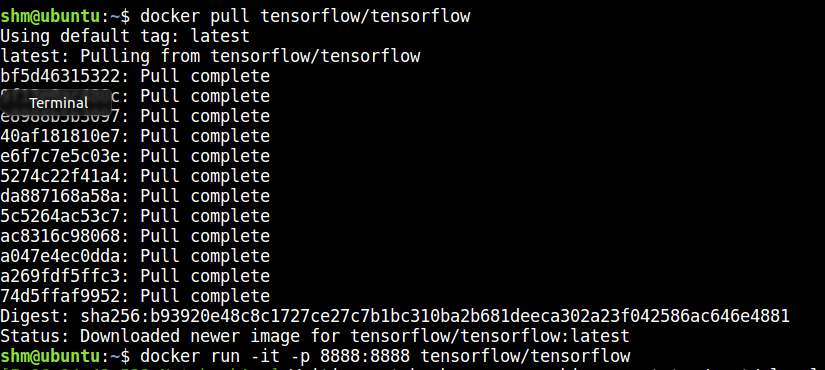 shm@ubuntu:~$ docker pull tensorflow/tensorflow
Using default tag: latest
latest: Pulling from tensorflow/tensorflow
bf5d46315322: Pull complete
Terminal
Pull complete
Pull complete
40af181810e7: Pull complete
e6f7c7e5c03e: Pull complete
5274c22f41a4: Pull complete
da887168a58a: Pull complete
5c5264ac53c7: Pull complete
ac8316c98068: Pull complete
a047e4ec0dda: Pull complete
a269fdf5ffc3: Pull complete
74d5ffaf9952: Pull complete
Digest: sha256:b93920e48c8c1727ce27c7b1bc310ba2b681deeca302a23f042586ac646e4881
Status: Downloaded newer image for tensorflow/tensorflow:latest
shm@ubuntu:~$ docker run -it -p 8888:8888 tensorflow/tensorflow